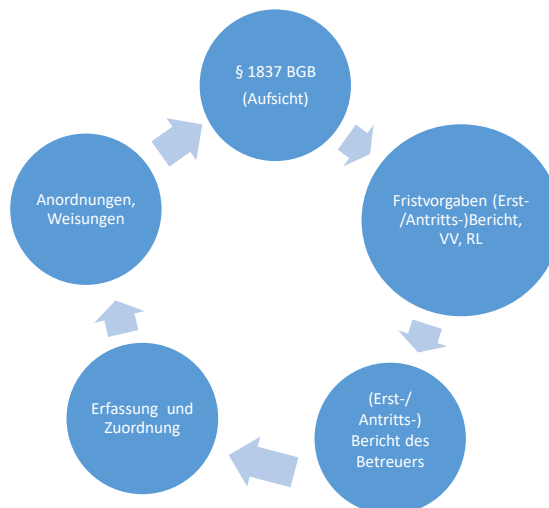 § 1837 BGB
(Aufsicht)
Fristvorgaben (Erst-
/Antritts-)Bericht,
VV, RL
(Erst-/
Antritts-)
Bericht des
Betreuers
Erfassung und
Zuordnung
Anordnungen,
Weisungen